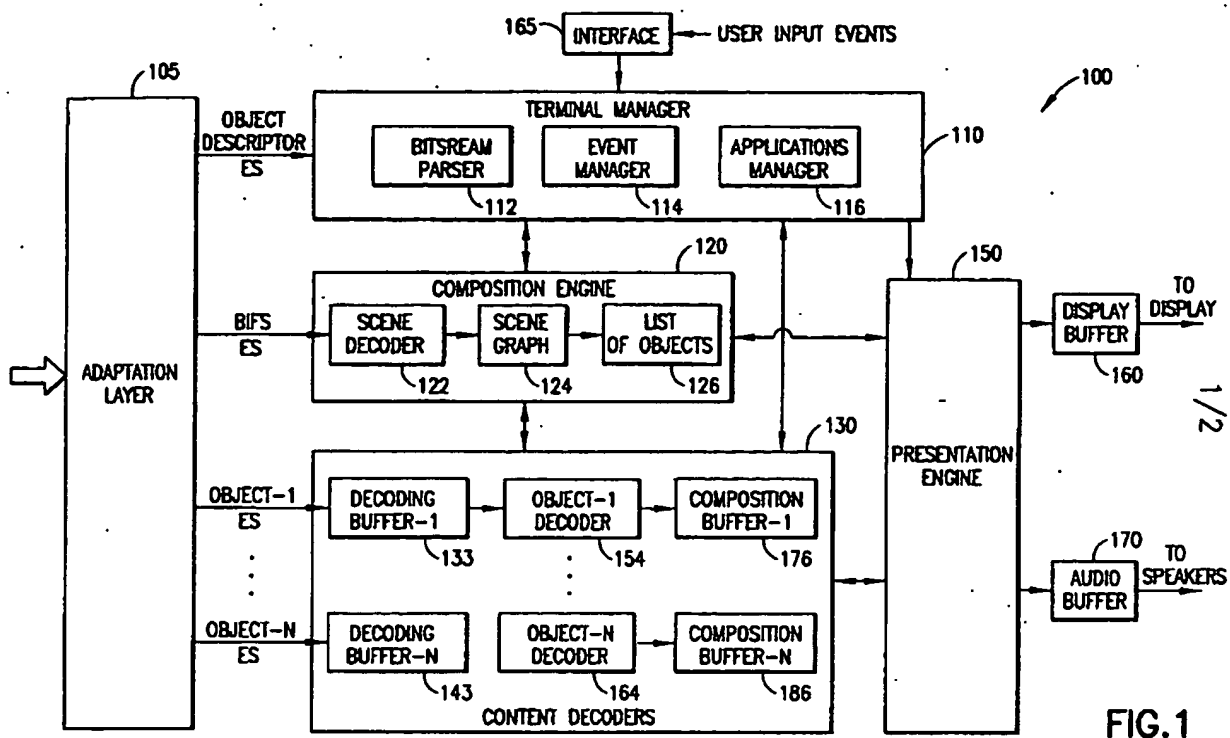 165
INTERFACE
USER INPUT EVENTS
105
100
OBJECT
DESCRIPTOR
ES
TERMINAL MANAGER
BITSREAM
PARSER
112
EVENT
MANAGER
114
APPLICATIONS
MANAGER
116
110
120
COMPOSITION ENGINE
BIFS
ES
SCENE
DECODER
122
SCENE
GRAPH
124
LIST
OF OBJECTS
126
150
DISPLAY
BUFFER
160
TO
DISPLAY
1/2
ADAPTATION
LAYER
130
PRESENTATION
ENGINE
OBJECT-1
ES
DECODING
BUFFER-1
133
OBJECT-1
DECODER
154
COMPOSITION
BUFFER-1
176
170
AUDIO
BUFFER
TO
SPEAKERS
OBJECT-N
ES
DECODING
BUFFER-N
143
OBJECT-N
DECODER
164
COMPOSITION
BUFFER-N
186
CONTENT DECODERS
FIG.1